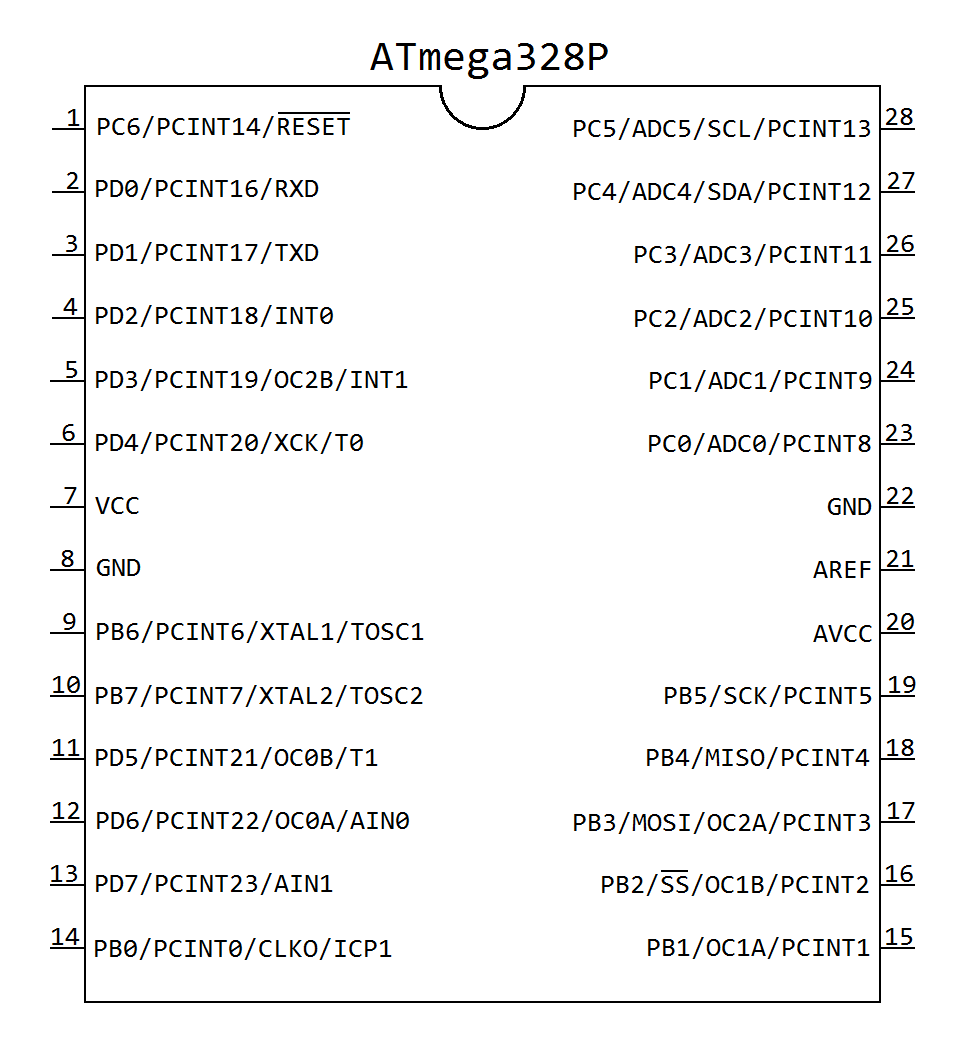 ATmega328P
1 PC6/PCINT14/RESET
2 PD0/PCINT16/RXD
3 PD1/PCINT17/TXD
4 PD2/PCINT18/INT0
5 PD3/PCINT19/OC2B/INT1
6 PD4/PCINT20/XCK/T0
7 VCC
8 GND
9 PB6/PCINT6/XTAL1/TOSC1
10 PB7/PCINT7/XTAL2/TOSC2
11 PD5/PCINT21/OC0B/T1
12 PD6/PCINT22/OC0A/AIN0
13 PD7/PCINT23/AIN1
14 PB0/PCINT0/CLKO/ICP1
PC5/ADC5/SCL/PCINT13 28
PC4/ADC4/SDA/PCINT12 27
PC3/ADC3/PCINT11 26
PC2/ADC2/PCINT10 25
PC1/ADC1/PCINT9 24
PC0/ADC0/PCINT8 23
GND 22
AREF 21
AVCC 20
PB5/SCK/PCINT5 19
PB4/MISO/PCINT4 18
PB3/MOSI/OC2A/PCINT3 17
PB2/SS/OC1B/PCINT2 16
PB1/OC1A/PCINT1 15